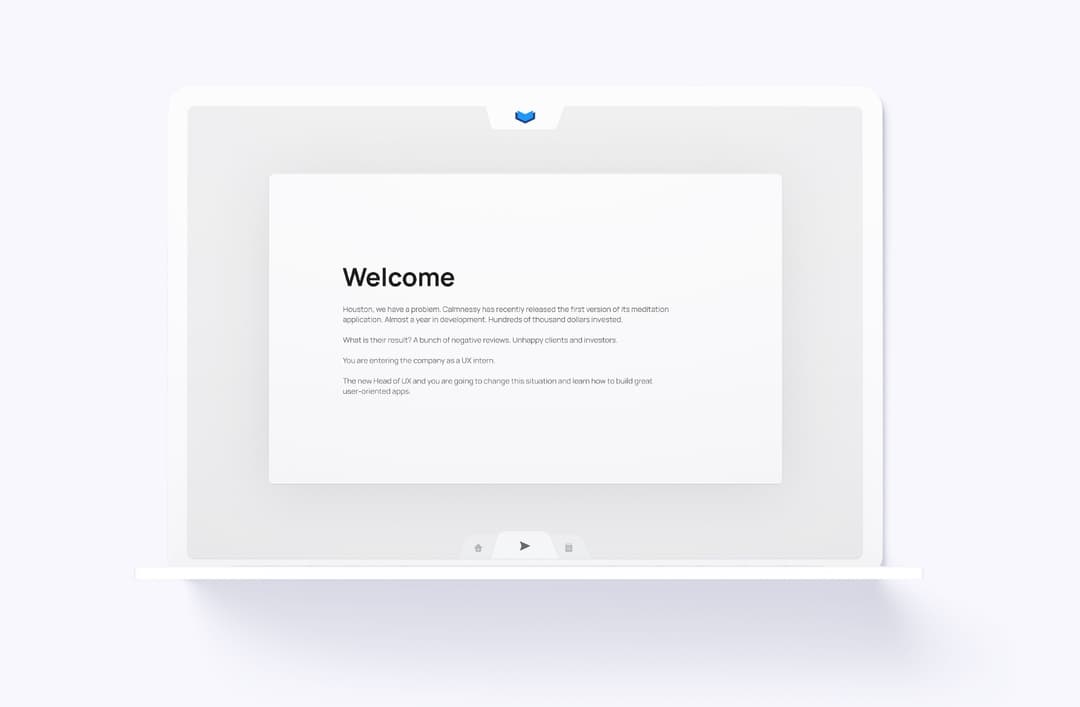 Welcome
Houston, we have a problem. Calmnessy has recently released the first version of its meditation
application. Almost a year in development. Hundreds of thousand dollars invested.
What is their result? A bunch of negative reviews. Unhappy clients and investors.
You are entering the company as a UX intern.
The new Head of UX and you are going to change this situation and learn how to build great
user-oriented apps.